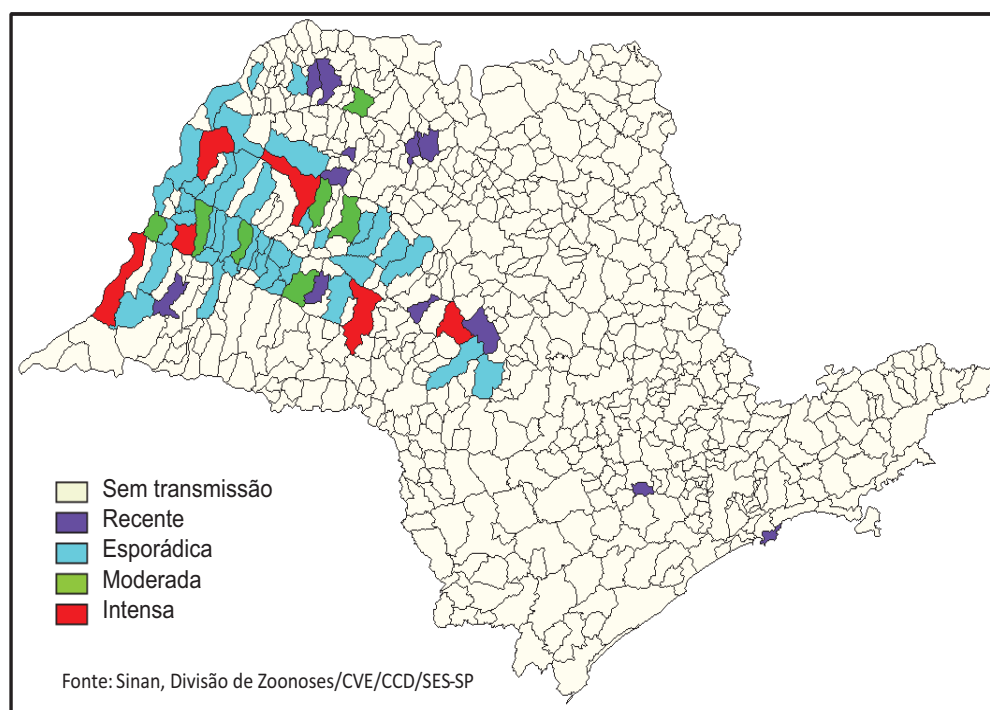 Sem transmissão
Recente
Esporádica
Moderada
Intensa
Fonte: Sinan, Divisão de Zoonoses/CVE/CCD/SES-SP